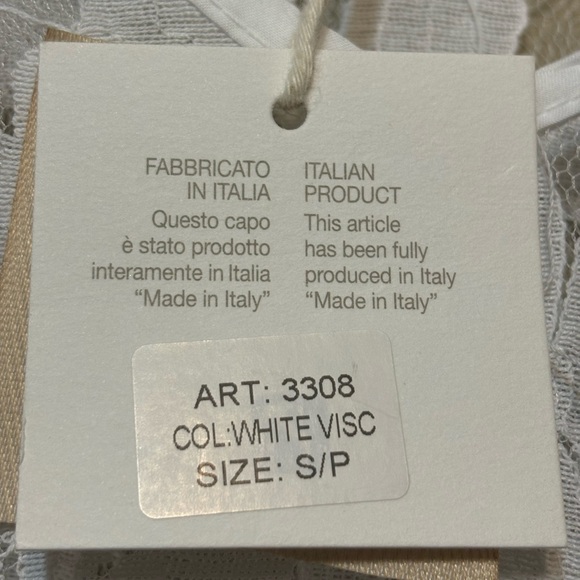 FABBRICATO
IN ITALIA
Questo capo
è stato prodotto
interamente in Italia
“Made in Italy”
ITALIAN
PRODUCT
This article
has been fully
produced in Italy
“Made in Italy”
ART: 3308
COL:WHITE VISC
SIZE: S/P